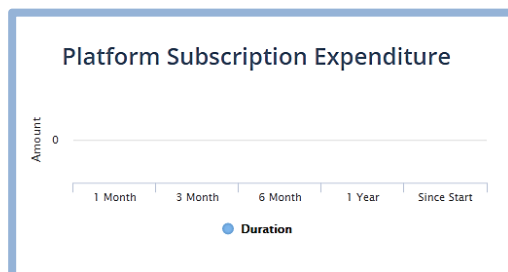 Platform Subscription Expenditure
Amount
0
1 Month 3 Month 6 Month 1 Year Since Start
Duration